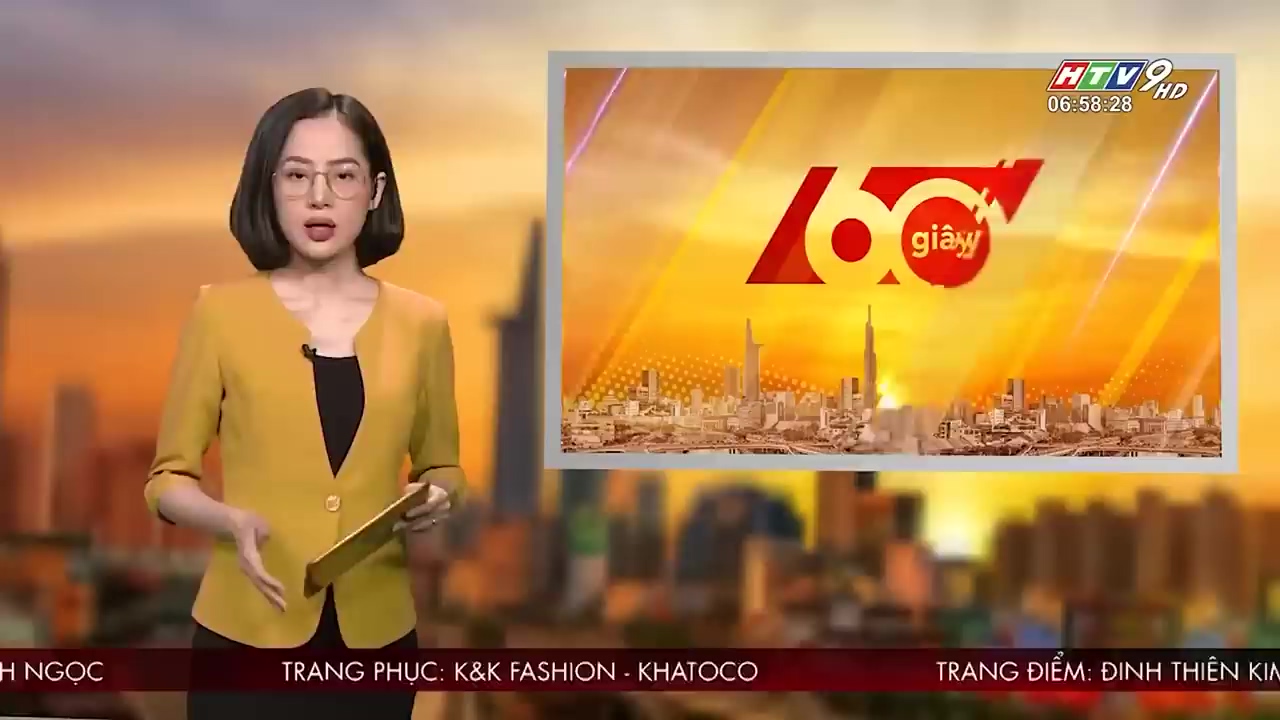 HTV9 HD
06:58:28
60 giây
H NGỌC TRANG PHỤC: K&K FASHION - KHATOCO TRANG ĐIỂM: ĐINH THIÊN KIM